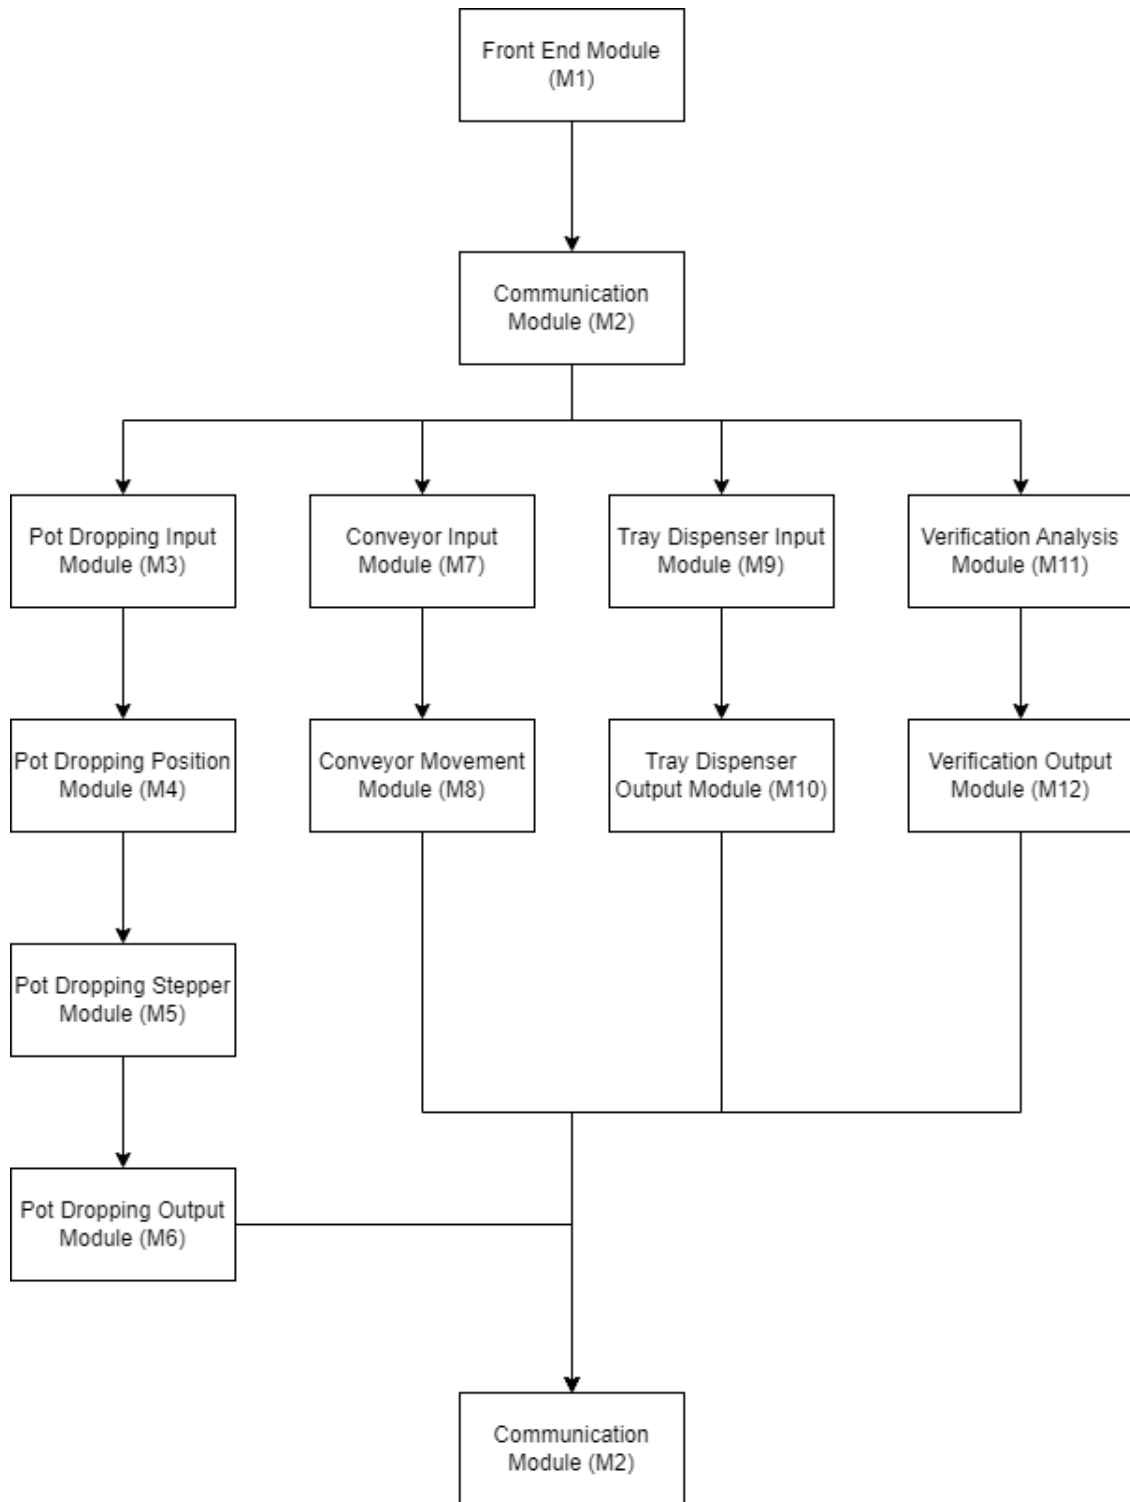 Front End Module
(M1)
Communication
Module (M2)
Pot Dropping Input
Module (M3)
Conveyor Input
Module (M7)
Tray Dispenser Input
Module (M9)
Verification Analysis
Module (M11)
Pot Dropping Position
Module (M4)
Conveyor Movement
Module (M8)
Tray Dispenser
Output Module (M10)
Verification Output
Module (M12)
Pot Dropping Stepper
Module (M5)
Pot Dropping Output
Module (M6)
Communication
Module (M2)